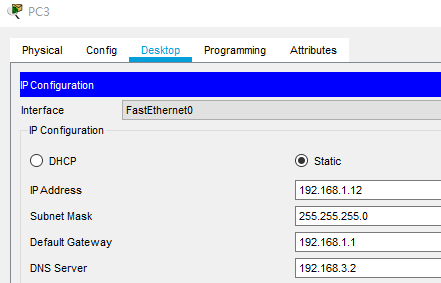 PC3
Physical Config Desktop Programming Attributes
IP Configuration
Interface FastEthernet0
IP Configuration
DHCP Static
IP Address 192.168.1.12
Subnet Mask 255.255.255.0
Default Gateway 192.168.1.1
DNS Server 192.168.3.2